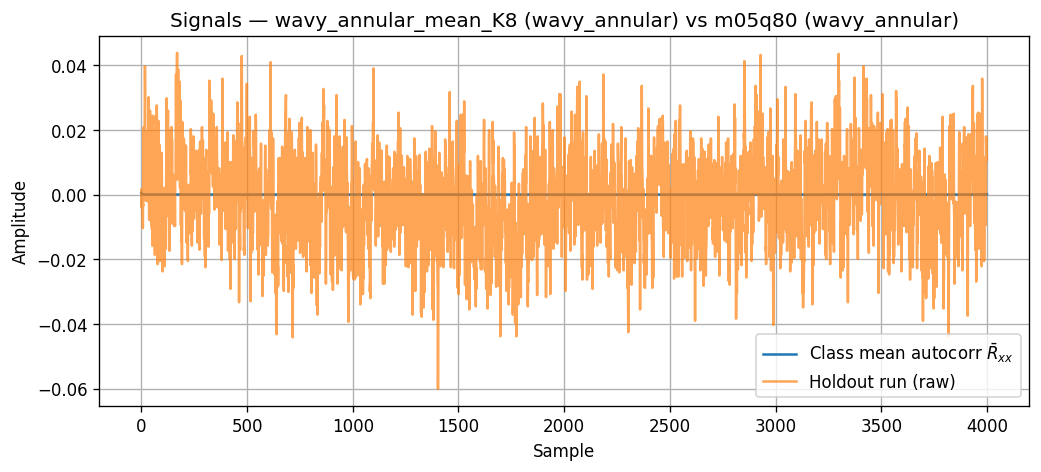 Signals — wavy_annular_mean_K8 (wavy_annular) vs m05q80 (wavy_annular)
Amplitude
0.04
0.02
0.00
−0.02
−0.04
−0.06
Class mean autocorr R̄xx
Holdout run (raw)
0 500 1000 1500 2000 2500 3000 3500 4000
Sample